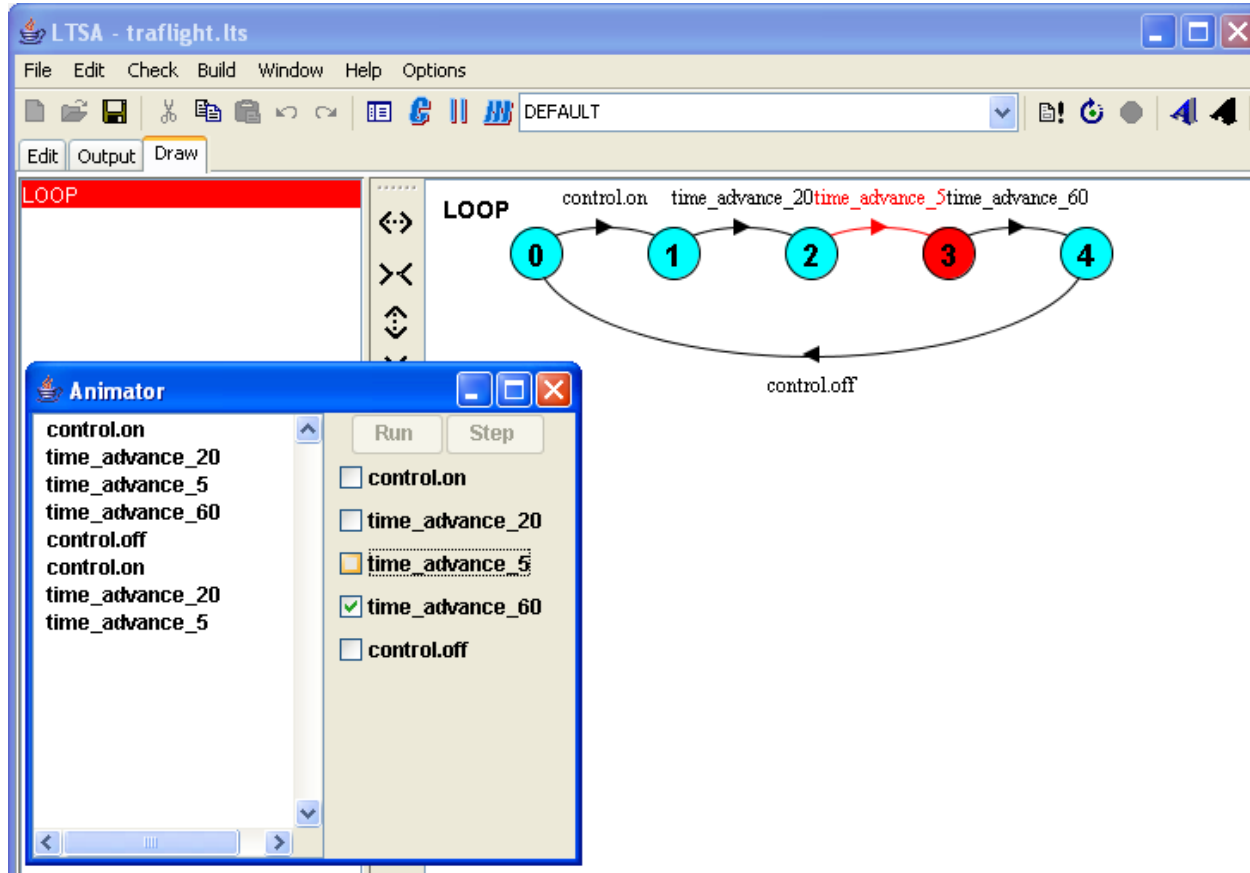 LTSA - traflight.lts
File Edit Check Build Window Help Options
DEFAULT
Edit Output Draw
LOOP
LOOP
control.on time_advance_20time_advance_5time_advance_60
0 1 2 3 4
control.off
Animator
control.on
time_advance_20
time_advance_5
time_advance_60
control.off
control.on
time_advance_20
time_advance_5
Run Step
control.on
time_advance_20
time_advance_5
time_advance_60
control.off